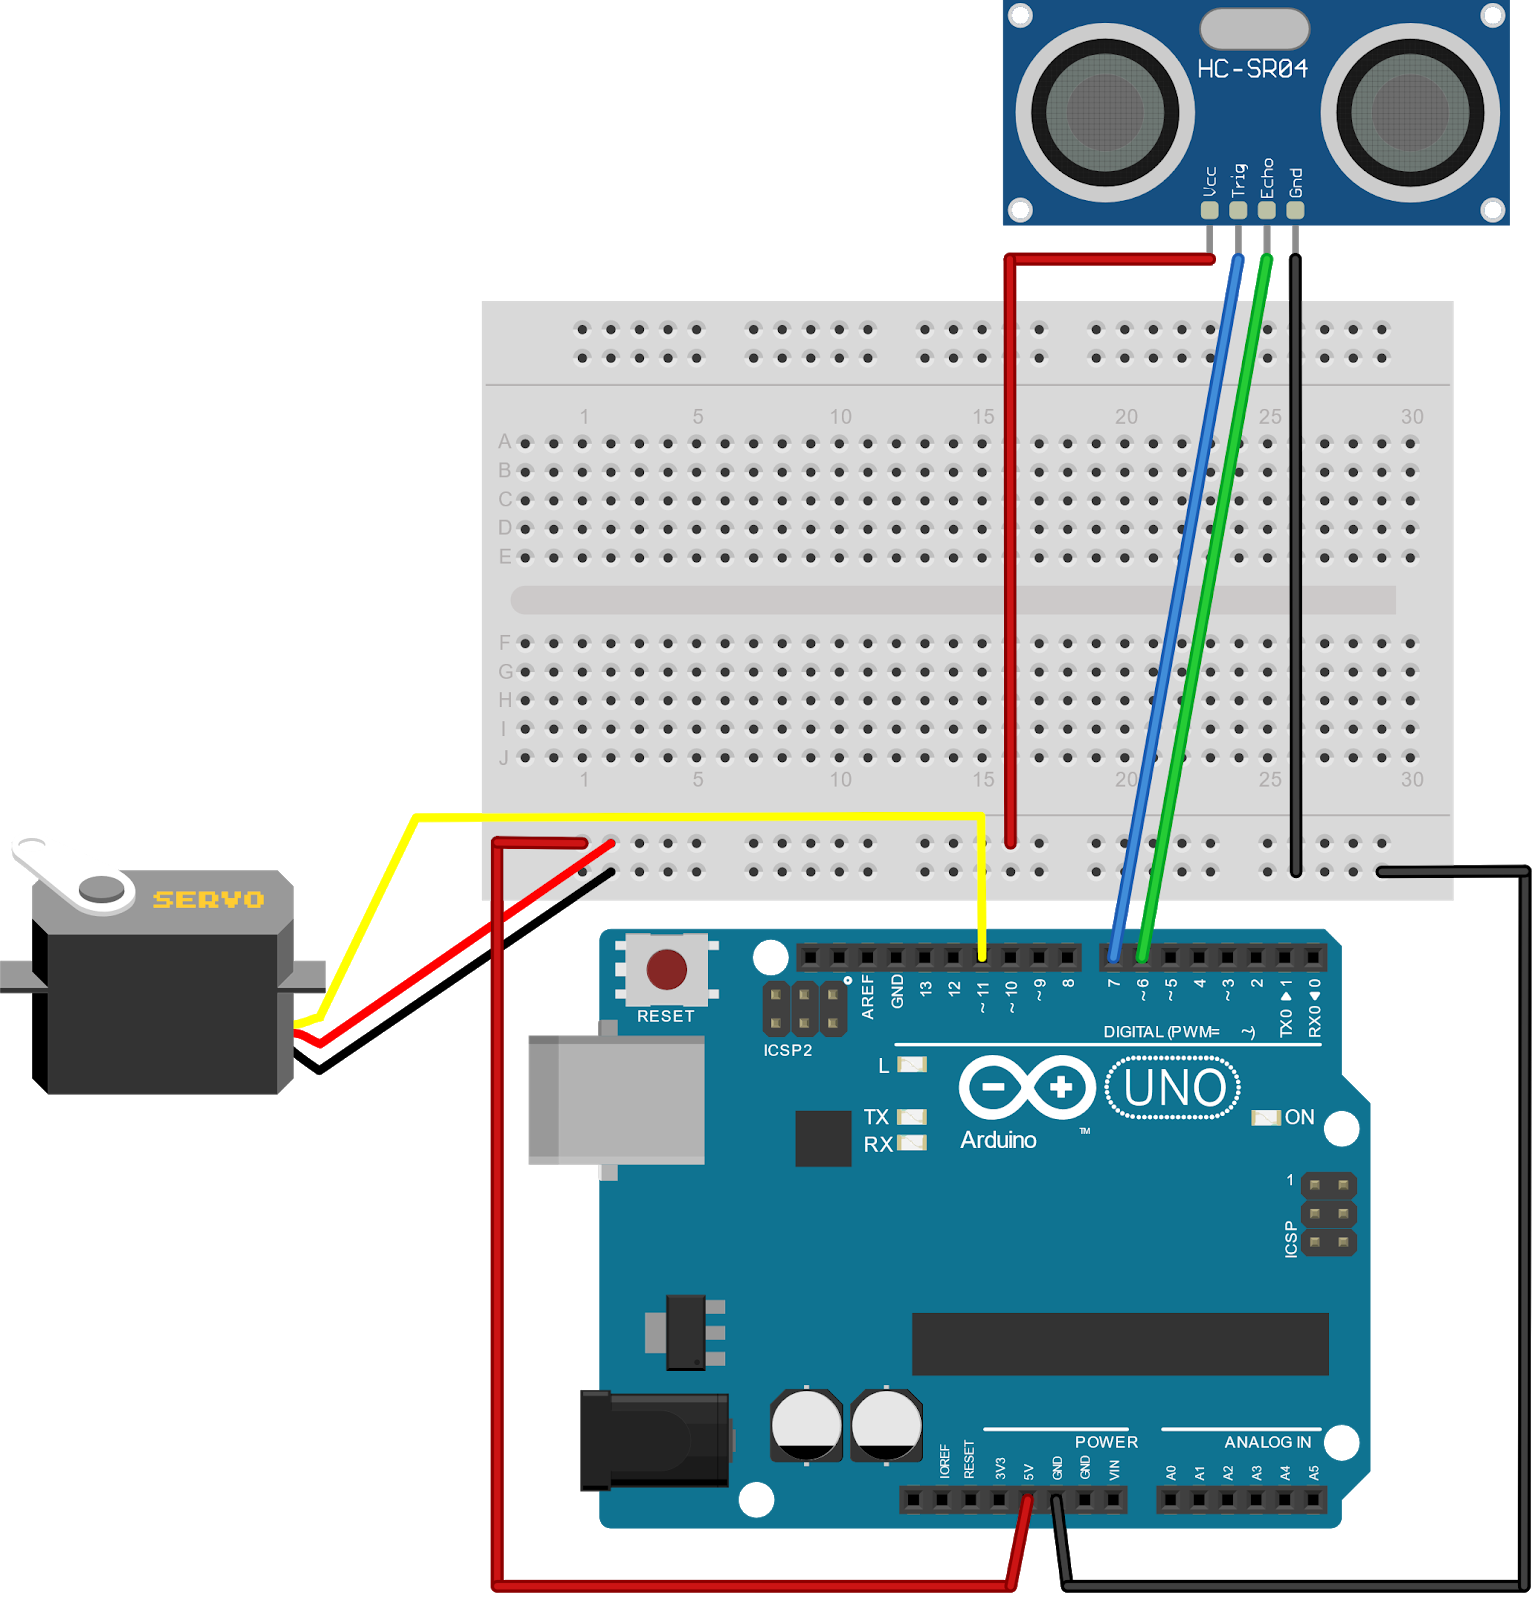 HC-SR04
Vcc
Trig
Echo
Gnd
1 5 10 15 20 25 30
A
B
C
D
E
F
G
H
I
J
1 5 10 15 20 25 30
SERVO
RESET
ICSP2
AREF
GND
13
12
~11
~10
~9
8
7
~6
~5
4
~3
2
TX0 ▶ 1
RX0 ◀ 0
DIGITAL (PWM= ~)
L
TX
RX
UNO
Arduino
TM
ON
1
ICSP
POWER
ANALOG IN
IOREF
RESET
3V3
5V
GND
GND
VIN
A0
A1
A2
A3
A4
A5